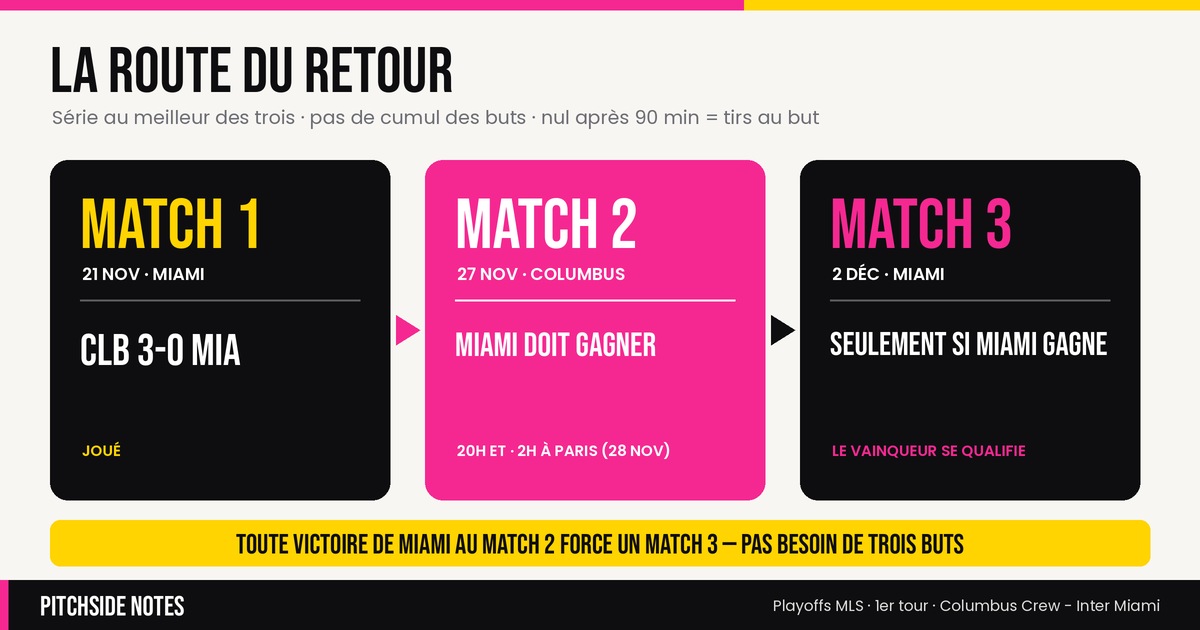 LA ROUTE DU RETOUR
Série au meilleur des trois · pas de cumul des buts · nul après 90 min = tirs au but
MATCH 1
21 NOV · MIAMI
CLB 3-0 MIA
JOUÉ
MATCH 2
27 NOV · COLUMBUS
MIAMI DOIT GAGNER
20H ET · 2H À PARIS (28 NOV)
MATCH 3
2 DÉC · MIAMI
SEULEMENT SI MIAMI GAGNE
LE VAINQUEUR SE QUALIFIE
TOUTE VICTOIRE DE MIAMI AU MATCH 2 FORCE UN MATCH 3 – PAS BESOIN DE TROIS BUTS
PITCHSIDE NOTES
Playoffs MLS · 1er tour · Columbus Crew - Inter Miami